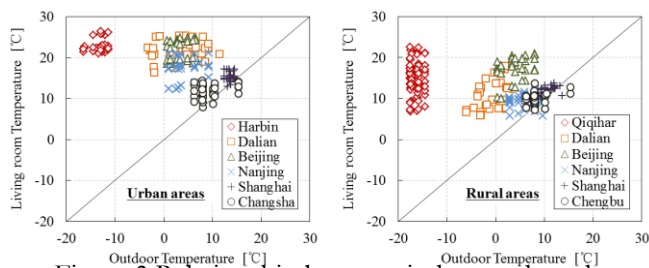 Living room Temperature [℃]
30
20
10
0
-10
-20
-20
-10
0
10
20
30
Outdoor Temperature [℃]
Urban areas
Harbin
Dalian
Beijing
Nanjing
Shanghai
Changsha
Living room Temperature [℃]
30
20
10
0
-10
-20
-20
-10
0
10
20
30
Outdoor Temperature [℃]
Rural areas
Qiqihar
Dalian
Beijing
Nanjing
Shanghai
Chengbu